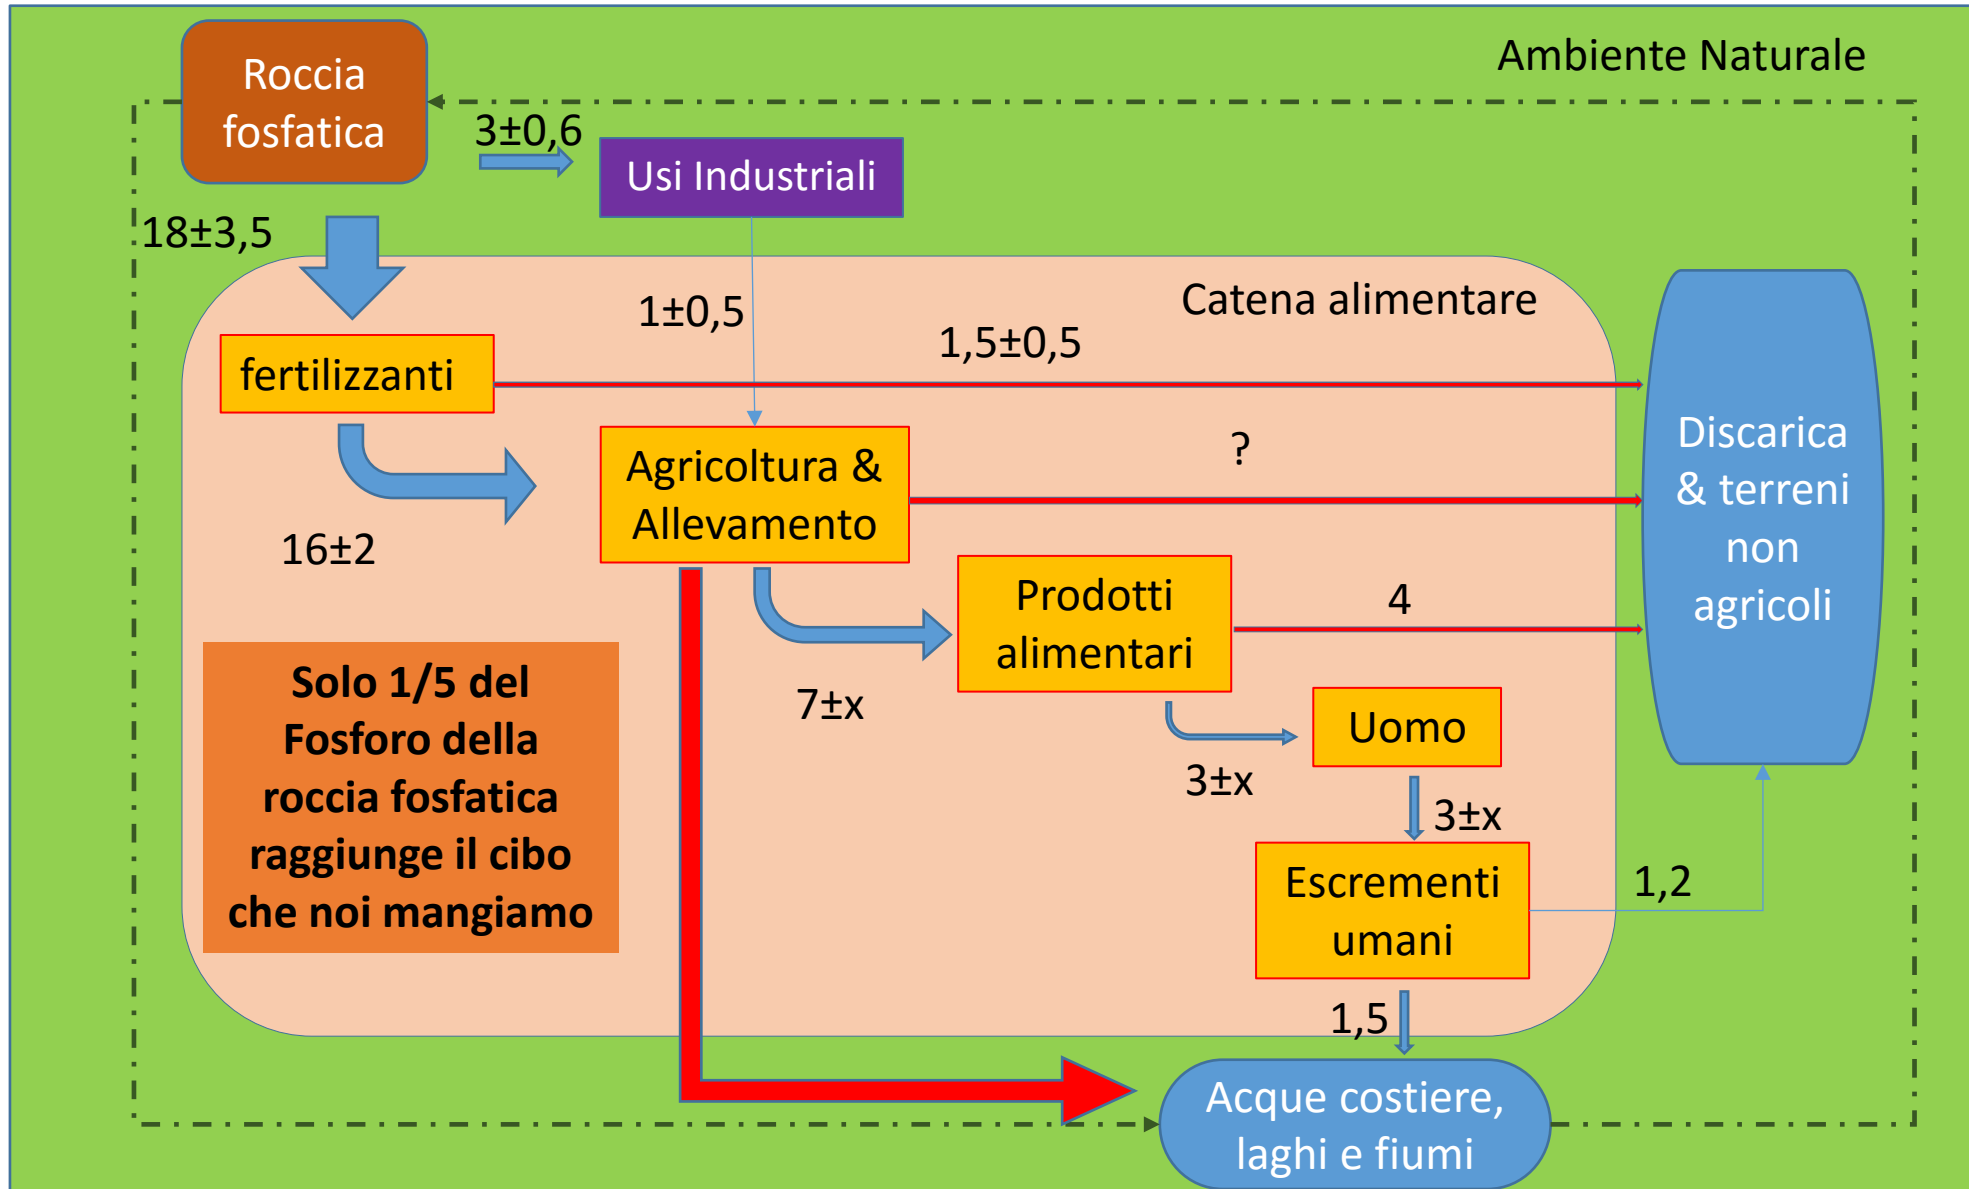 Ambiente Naturale
Roccia
fosfatica
3±0,6
Usi Industriali
18±3,5
Catena alimentare
1±0,5
1,5±0,5
fertilizzanti
?
Agricoltura &
Allevamento
16±2
Discarica
& terreni
non
agricoli
Prodotti
alimentari
4
7±x
Uomo
3±x
3±x
Solo 1/5 del
Fosforo della
roccia fosfatica
raggiunge il cibo
che noi mangiamo
Escrementi
umani
1,2
1,5
Acque costiere,
laghi e fiumi